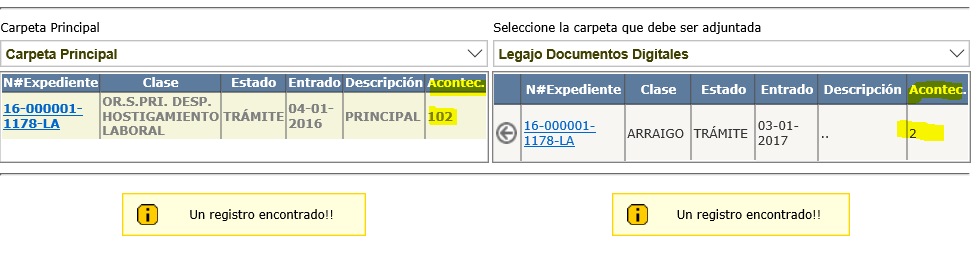 Carpeta Principal
Carpeta Principal
N#Expediente Clase Estado Entrado Descripción Acontec.
16-000001-
1178-LA
OR.S.PRI. DESP.
HOSTIGAMIENTO
LABORAL
TRÁMITE
04-01-
2016
PRINCIPAL
102
Seleccione la carpeta que debe ser adjuntada
Legajo Documentos Digitales
N#Expediente Clase Estado Entrado Descripción Acontec.
16-000001-
1178-LA
ARRAIGO
TRÁMITE
03-01-
2017
..
2
Un registro encontrado!!
Un registro encontrado!!